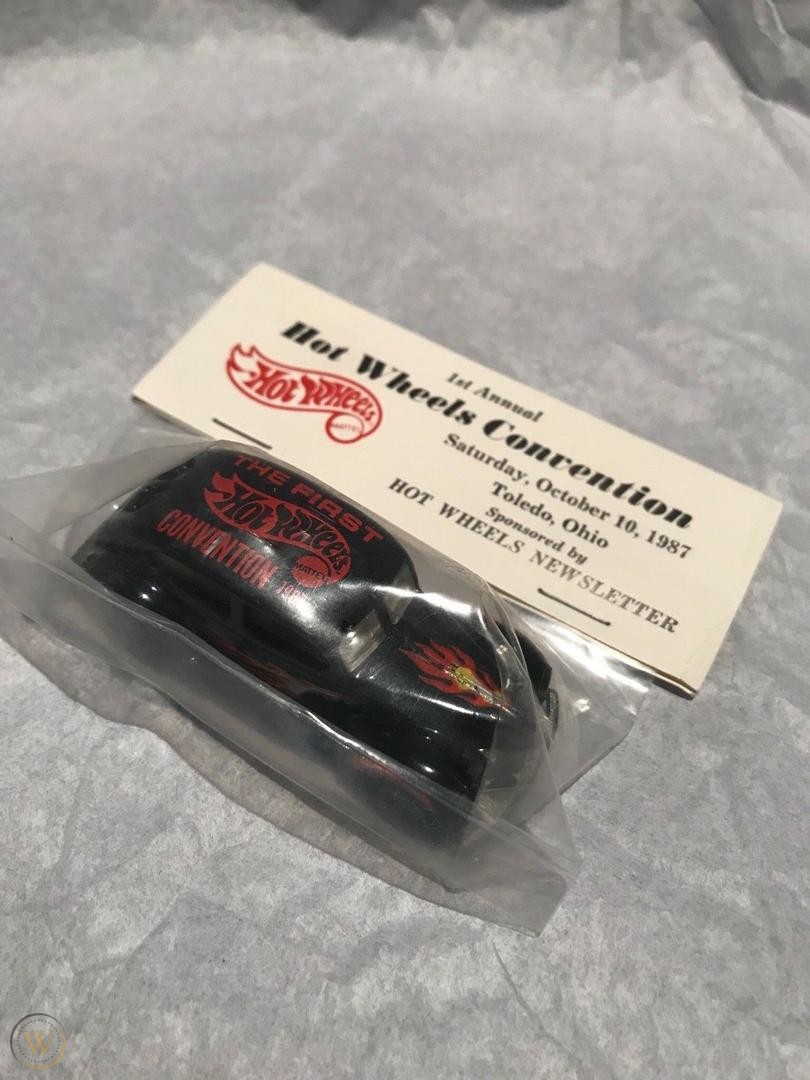 1st Annual
Hot Wheels Convention
Hot Wheels
MATTEL
Saturday, October 10, 1987
Toledo, Ohio
Sponsored by
HOT WHEELS NEWSLETTER
THE FIRST
Hot Wheels
MATTEL
CONVENTION
W